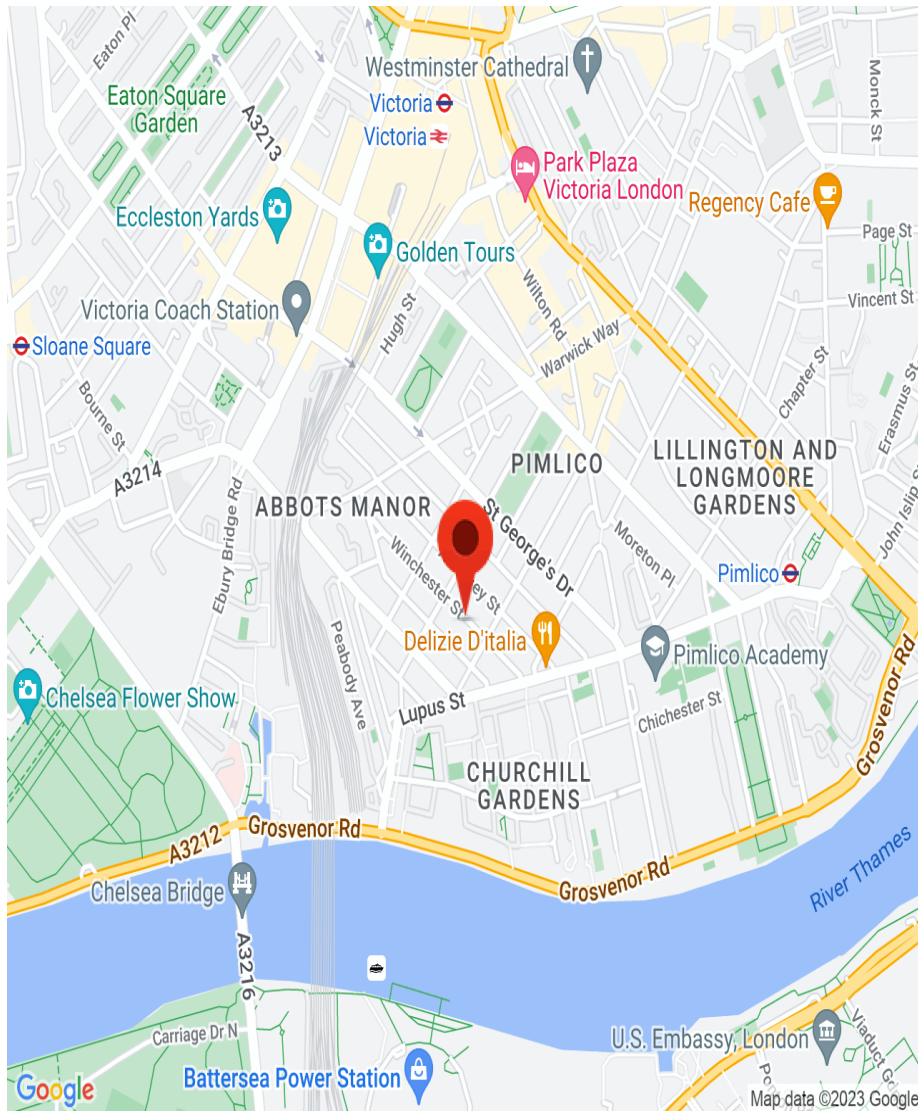 Eaton Pl
Westminster Cathedral
Monck St
Eaton Square
Garden
Victoria
Victoria
A3213
Park Plaza
Victoria London
Regency Cafe
Eccleston Yards
Page St
Golden Tours
Wilton Rd
Vincent St
Victoria Coach Station
Hugh St
Warwick Way
Sloane Square
Chapter St
Erasmus St
Bourne St
A3214
PIMLICO
LILLINGTON AND
LONGMOORE
GARDENS
ABBOTS MANOR
St George's Dr
Ebury Bridge Rd
Winchester St
ey St
Moreton Pl
John Islip S
Pimlico
Delizie D'italia
Pimlico Academy
Peabody Ave
Chelsea Flower Show
Lupus St
Chichester St
Grosvenor Rd
CHURCHILL
GARDENS
Grosvenor Rd
A3212
Grosvenor Rd
River Thames
Chelsea Bridge
A3216
Carriage Dr N
U.S. Embassy, London
Viaduct G
Battersea Power Station
Google
Map data ©2023 Google